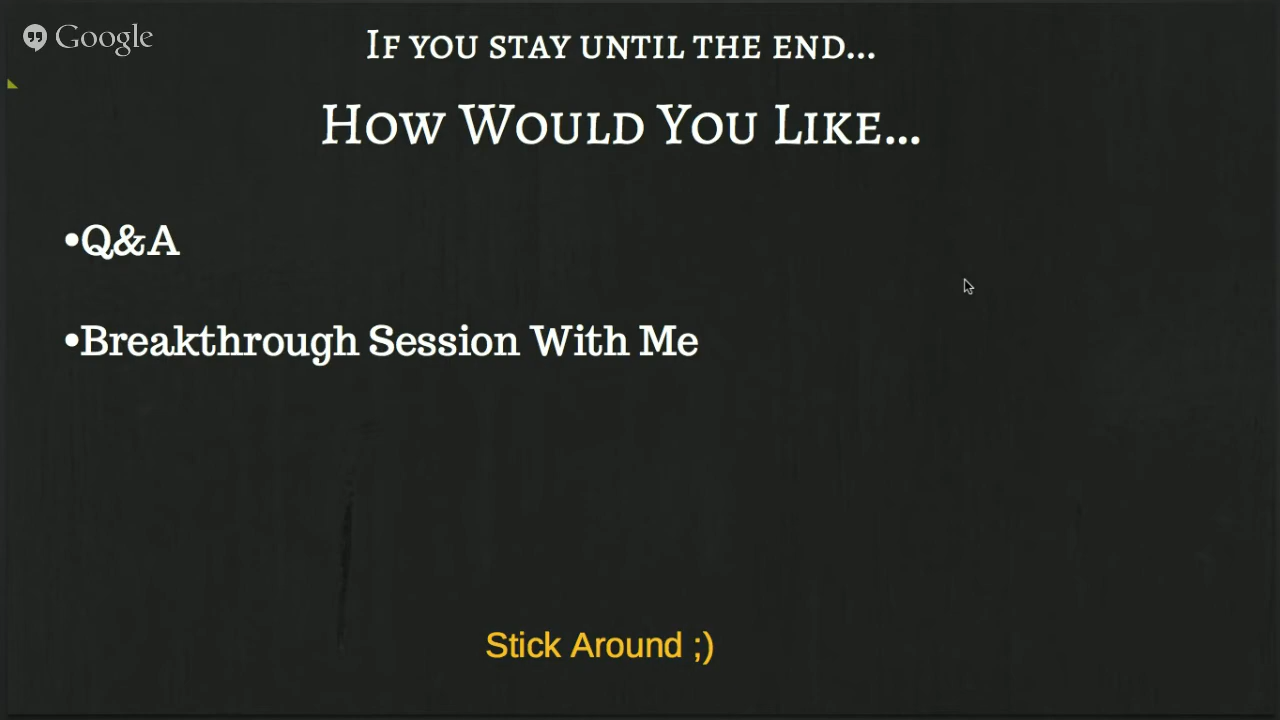 Google
If you stay until the end...
How Would You Like...
•Q&A
•Breakthrough Session With Me
Stick Around ;)